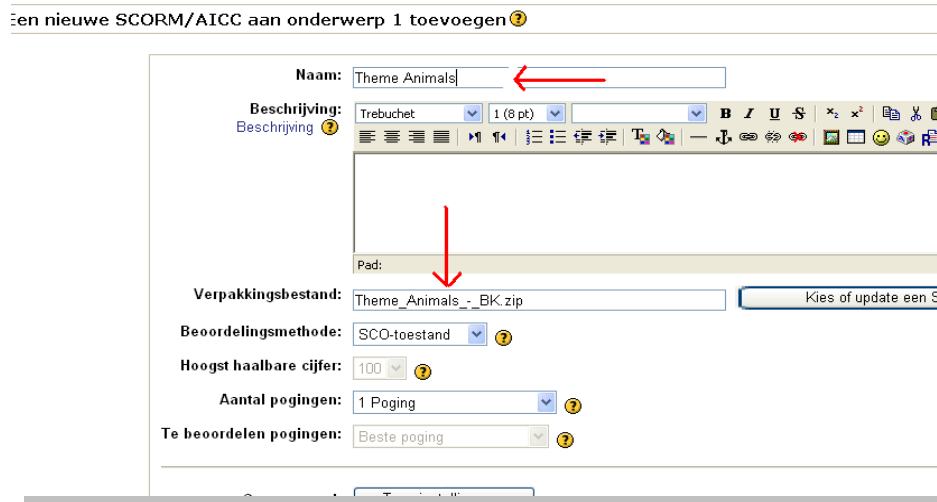 Een nieuwe SCORM/AICC aan onderwerp 1 toevoegen
Naam: Theme Animals
Beschrijving:
Trebuchet 1 (8 pt) B I U S x₂ x²
Beschrijving
Pad:
Verpakkingsbestand: Theme_Animals_-_BK.zip Kies of update een S
Beoordelingsmethode: SCO-toestand
Hoogst haalbare cijfer: 100
Aantal pogingen: 1 Poging
Te beoordelen pogingen: Beste poging